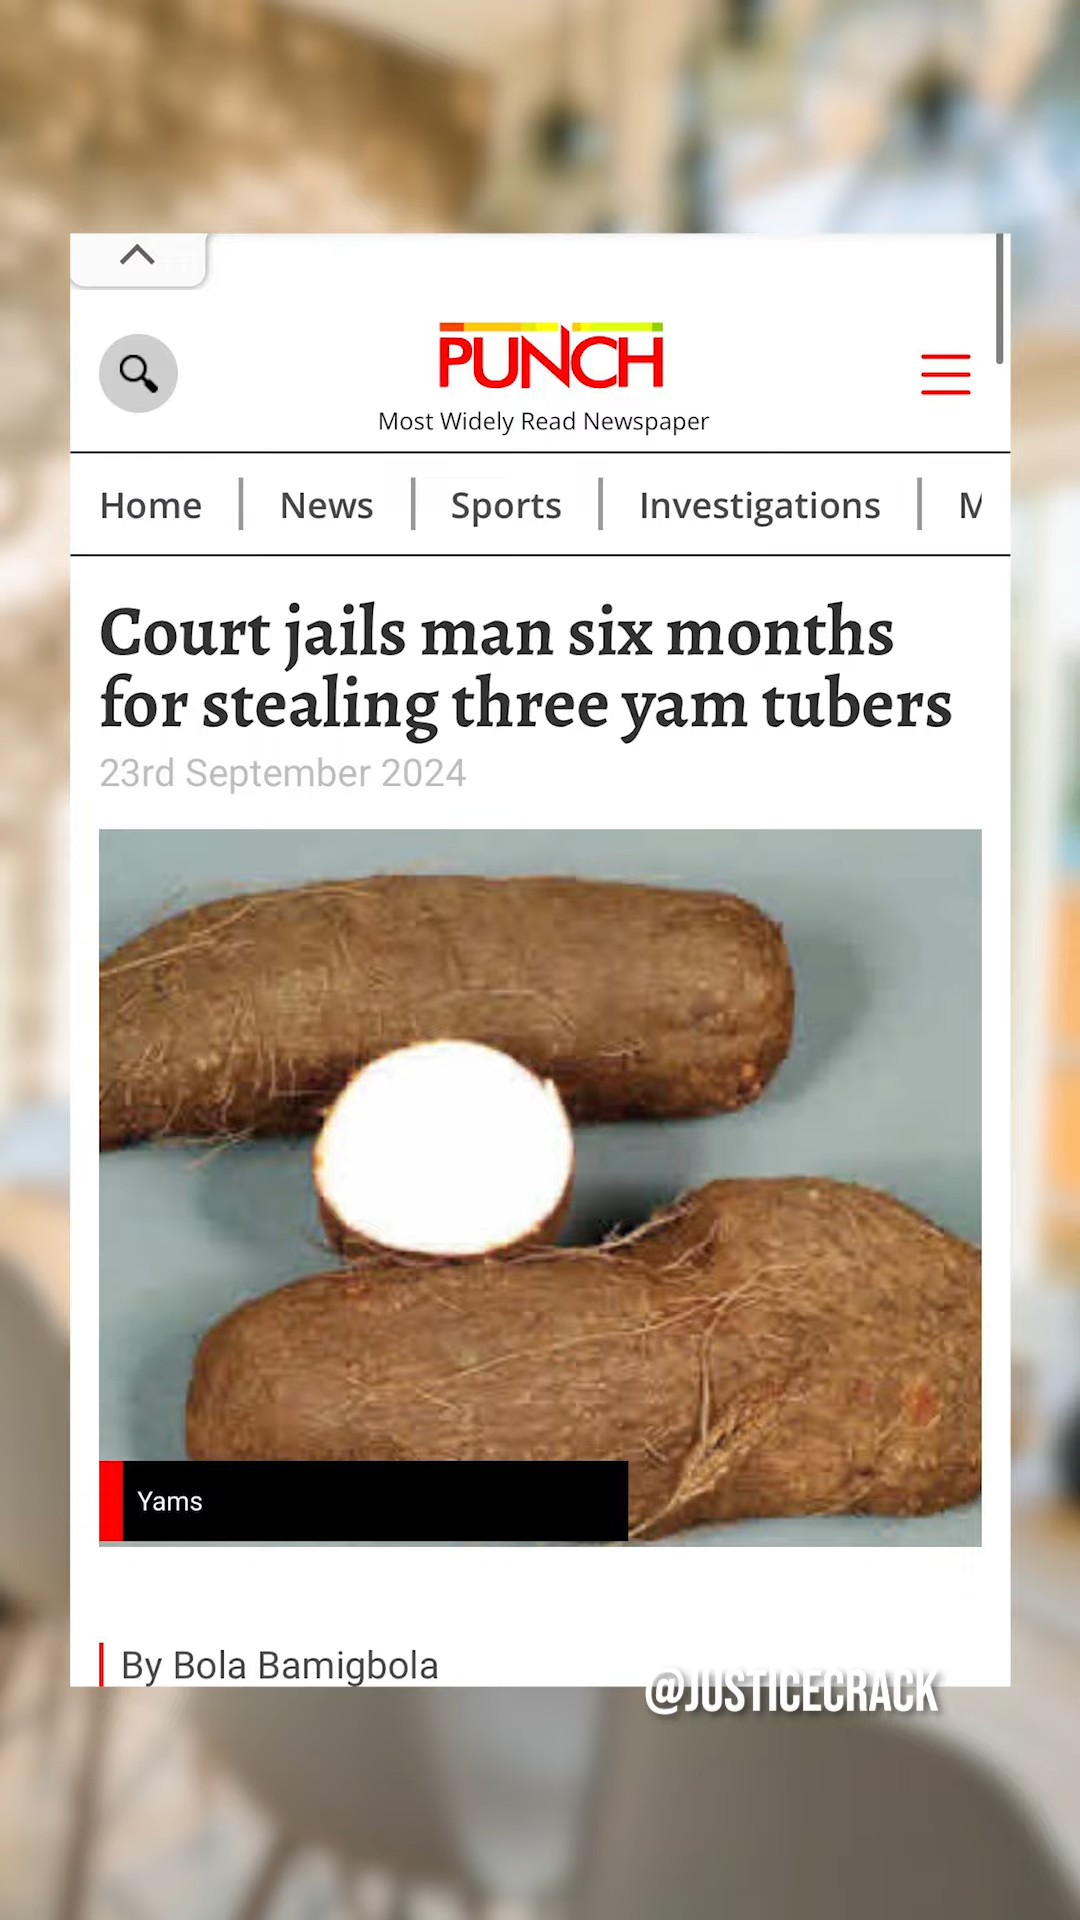 PUNCH
Most Widely Read Newspaper
Home | News | Sports | Investigations | M
Court jails man six months
for stealing three yam tubers
23rd September 2024
Yams
By Bola Bamigbola
@JUSTICECRACK